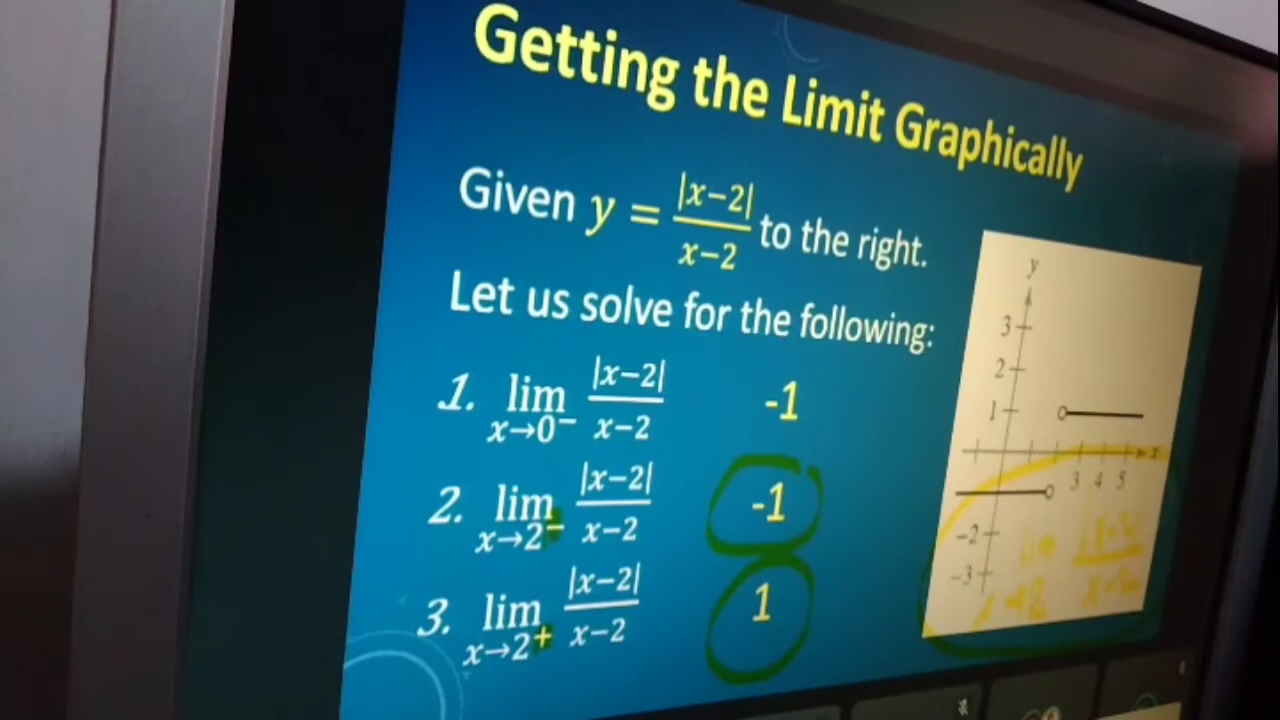 Getting the Limit Graphically
Given y = |x−2| / x−2 to the right.
Let us solve for the following:
1. lim x→0⁻ |x−2| / x−2 -1
2. lim x→2⁻ |x−2| / x−2 -1
3. lim x→2⁺ |x−2| / x−2 1
y
3
2
1
x
3 4 5
−2
−3
lim
x→2